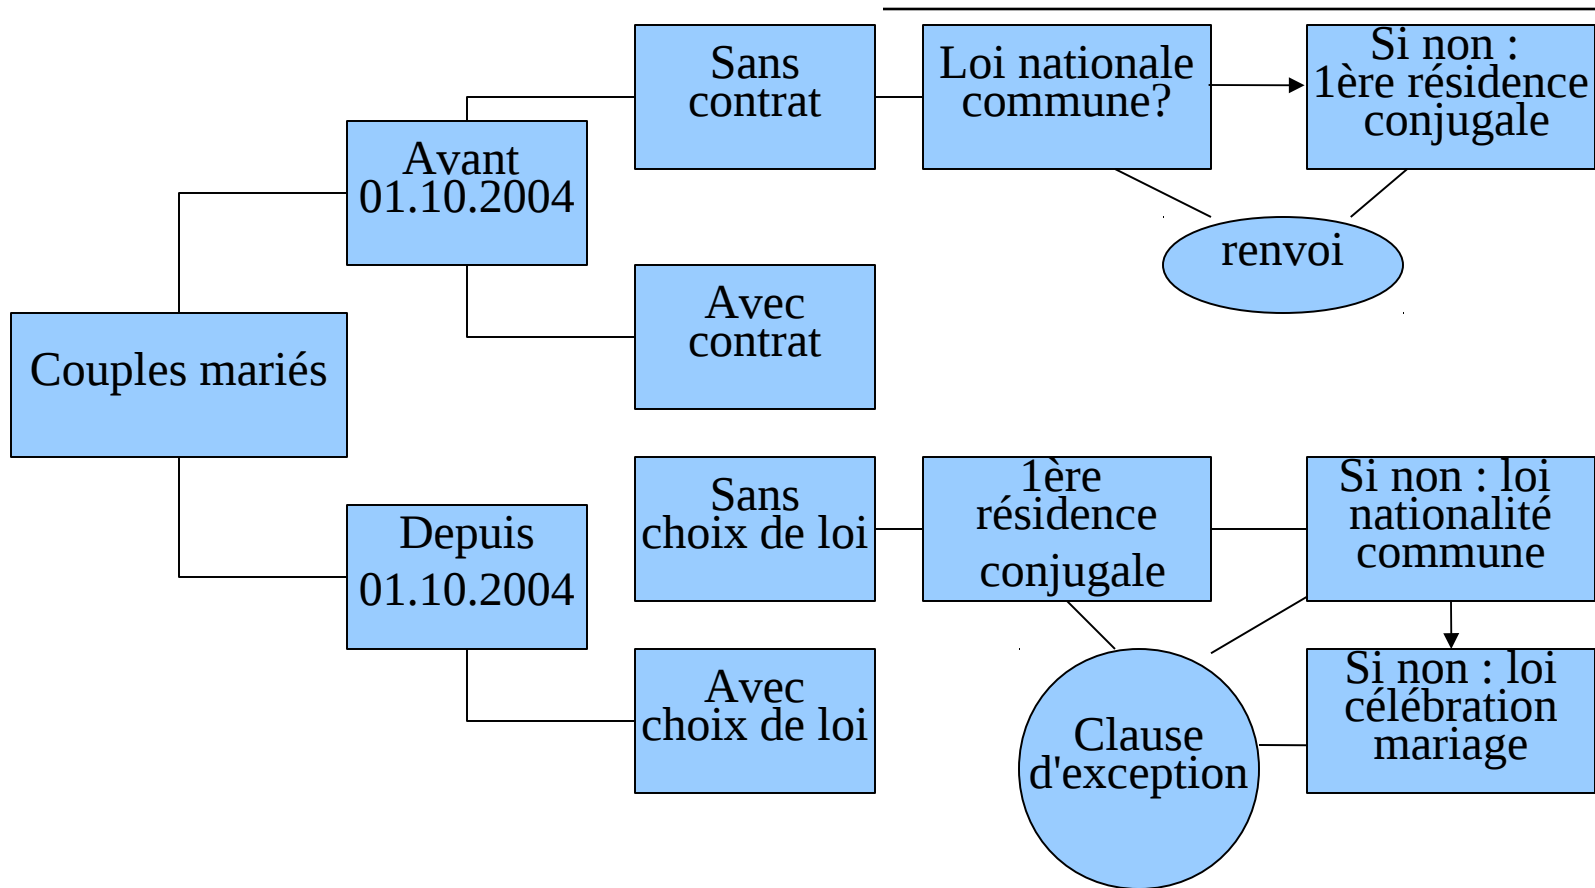 Couples mariés
Avant
01.10.2004
Sans
contrat
Loi nationale
commune?
Si non :
1ère résidence
conjugale
renvoi
Avec
contrat
Depuis
01.10.2004
Sans
choix de loi
1ère
résidence
conjugale
Si non : loi
nationalité
commune
Si non : loi
célébration
mariage
Clause
d'exception
Avec
choix de loi